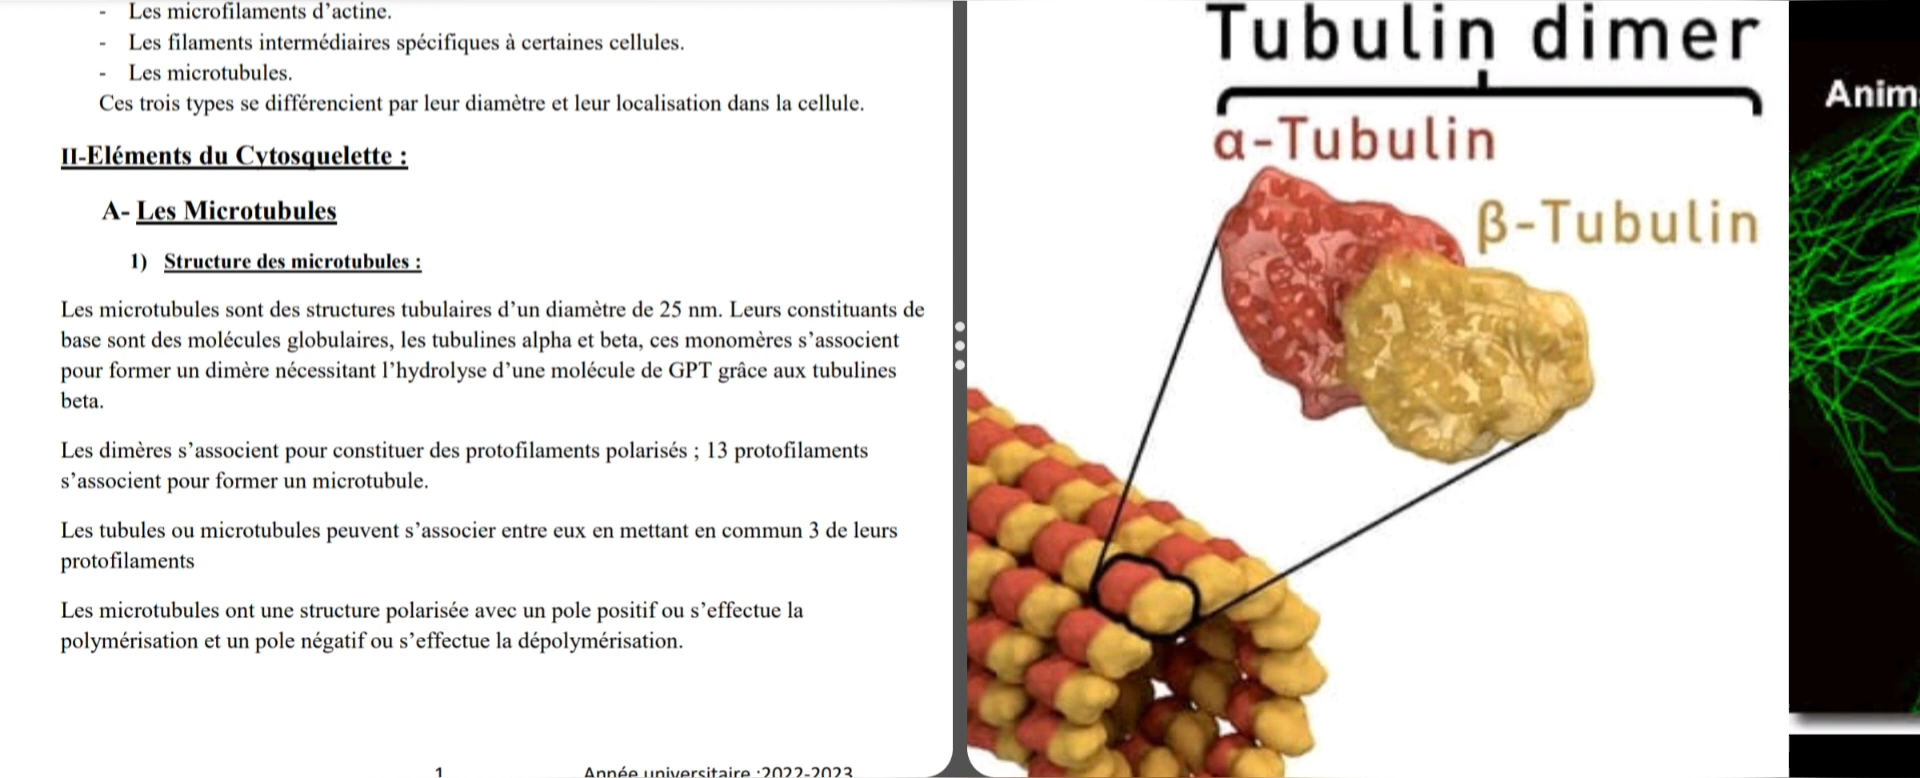 - Les microfilaments d’actine.
- Les filaments intermédiaires spécifiques à certaines cellules.
- Les microtubules.
Ces trois types se différencient par leur diamètre et leur localisation dans la cellule.
II-Eléments du Cytosquelette :
A- Les Microtubules
1) Structure des microtubules :
Les microtubules sont des structures tubulaires d’un diamètre de 25 nm. Leurs constituants de
base sont des molécules globulaires, les tubulines alpha et beta, ces monomères s’associent
pour former un dimère nécessitant l’hydrolyse d’une molécule de GPT grâce aux tubulines
beta.
Les dimères s’associent pour constituer des protofilaments polarisés ; 13 protofilaments
s’associent pour former un microtubule.
Les tubules ou microtubules peuvent s’associer entre eux en mettant en commun 3 de leurs
protofilaments
Les microtubules ont une structure polarisée avec un pole positif ou s’effectue la
polymérisation et un pole négatif ou s’effectue la dépolymérisation.
1 Année universitaire :2022-2023
Tubulin dimer
α-Tubulin
β-Tubulin
Anim